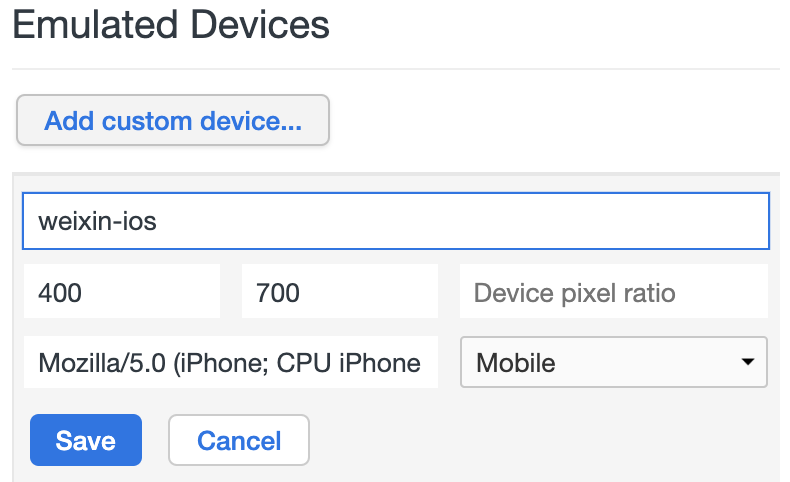 Emulated Devices
Add custom device...
weixin-ios
400 700 Device pixel ratio
Mozilla/5.0 (iPhone; CPU iPhone Mobile
Save Cancel